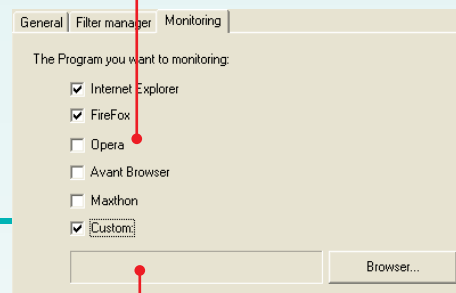 General Filter manager Monitoring
The Program you want to monitoring:
Internet Explorer
FireFox
Opera
Avant Browser
Maxthon
Custom:
Browser...